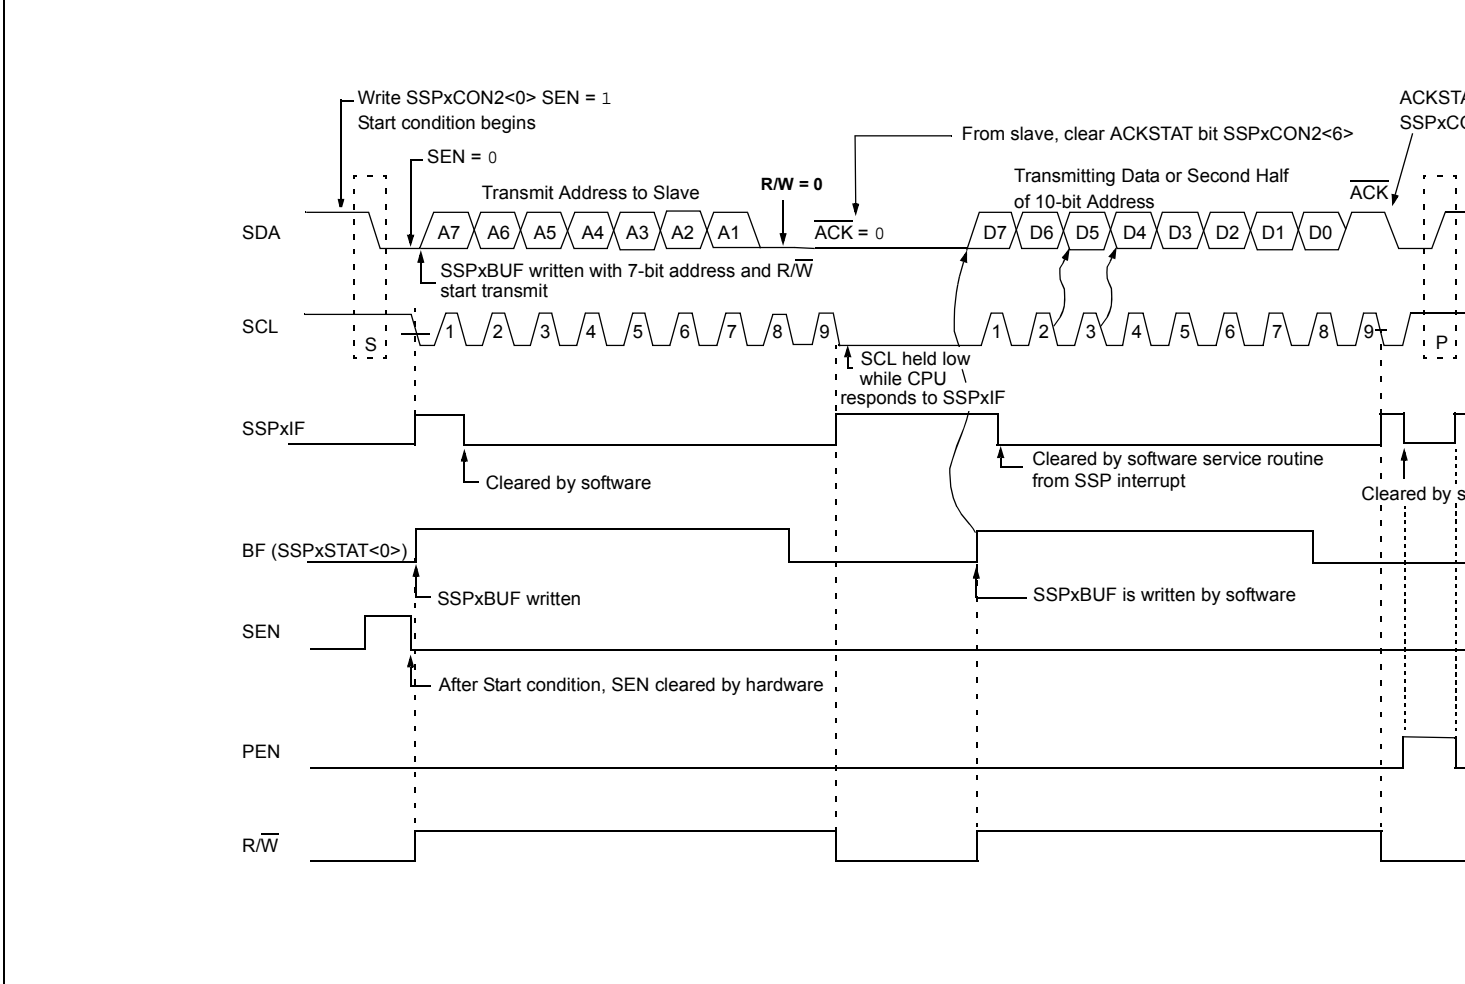 Write SSPxCON2<0> SEN = 1
Start condition begins
ACKSTA
SSPxCO
From slave, clear ACKSTAT bit SSPxCON2<6>
SEN = 0
Transmit Address to Slave
R/W = 0
Transmitting Data or Second Half
of 10-bit Address
ACK
SDA
A7 A6 A5 A4 A3 A2 A1
ACK = 0
D7 D6 D5 D4 D3 D2 D1 D0
SSPxBUF written with 7-bit address and R/W
start transmit
SCL
S
1 2 3 4 5 6 7 8 9
1 2 3 4 5 6 7 8 9
P
SCL held low
while CPU
responds to SSPxIF
SSPxIF
Cleared by software
Cleared by software service routine
from SSP interrupt
Cleared by s
BF (SSPxSTAT<0>)
SSPxBUF written
SSPxBUF is written by software
SEN
After Start condition, SEN cleared by hardware
PEN
R/W